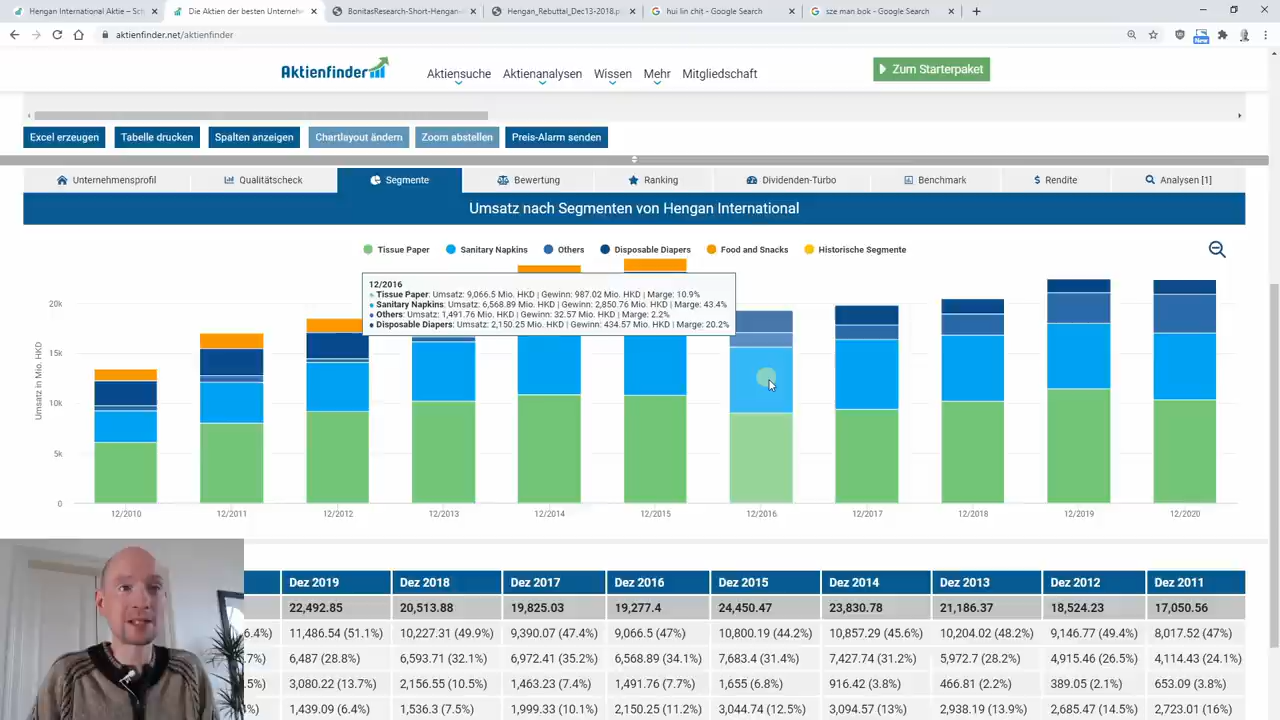 Hengan International Aktie – Sch
Die Aktien der besten Unternehm
BonitasResearch-Short-Hengan-
Hengan_Rebuttal_Dec13-2018.p
hui lin chit - Google Search
sze man bok - Google Search
aktienfinder.net/aktienfinder
New
Aktienfinder
Aktiensuche
Aktienanalysen
Wissen
Mehr
Mitgliedschaft
Zum Starterpaket
Excel erzeugen
Tabelle drucken
Spalten anzeigen
Chartlayout ändern
Zoom abstellen
Preis-Alarm senden
Unternehmensprofil
Qualitätscheck
Segmente
Bewertung
Ranking
Dividenden-Turbo
Benchmark
Rendite
Analysen [1]
Umsatz nach Segmenten von Hengan International
Tissue Paper
Sanitary Napkins
Others
Disposable Diapers
Food and Snacks
Historische Segmente
12/2016
Tissue Paper: Umsatz: 9,066.5 Mio. HKD | Gewinn: 987.02 Mio. HKD | Marge: 10.9%
Sanitary Napkins: Umsatz: 6,568.89 Mio. HKD | Gewinn: 2,850.76 Mio. HKD | Marge: 43.4%
Others: Umsatz: 1,491.76 Mio. HKD | Gewinn: 32.57 Mio. HKD | Marge: 2.2%
Disposable Diapers: Umsatz: 2,150.25 Mio. HKD | Gewinn: 434.57 Mio. HKD | Marge: 20.2%
Umsatz in Mio. HKD
20k
15k
10k
5k
0
12/2010
12/2011
12/2012
12/2013
12/2014
12/2015
12/2016
12/2017
12/2018
12/2019
12/2020
Dez 2019 Dez 2018 Dez 2017 Dez 2016 Dez 2015 Dez 2014 Dez 2013 Dez 2012 Dez 2011
22,492.85 20,513.88 19,825.03 19,277.4 24,450.47 23,830.78 21,186.37 18,524.23 17,050.56
6.4%) 11,486.54 (51.1%) 10,227.31 (49.9%) 9,390.07 (47.4%) 9,066.5 (47%) 10,800.19 (44.2%) 10,857.29 (45.6%) 10,204.02 (48.2%) 9,146.77 (49.4%) 8,017.52 (47%)
.7%) 6,487 (28.8%) 6,593.71 (32.1%) 6,972.41 (35.2%) 6,568.89 (34.1%) 7,683.4 (31.4%) 7,427.74 (31.2%) 5,972.7 (28.2%) 4,915.46 (26.5%) 4,114.43 (24.1%)
.5%) 3,080.22 (13.7%) 2,156.55 (10.5%) 1,463.23 (7.4%) 1,491.76 (7.7%) 1,655 (6.8%) 916.42 (3.8%) 466.81 (2.2%) 389.05 (2.1%) 653.09 (3.8%)
%) 1,439.09 (6.4%) 1,536.3 (7.5%) 1,999.33 (10.1%) 2,150.25 (11.2%) 3,044.74 (12.5%) 3,094.57 (13%) 2,938.19 (13.9%) 2,685.47 (14.5%) 2,723.01 (16%)